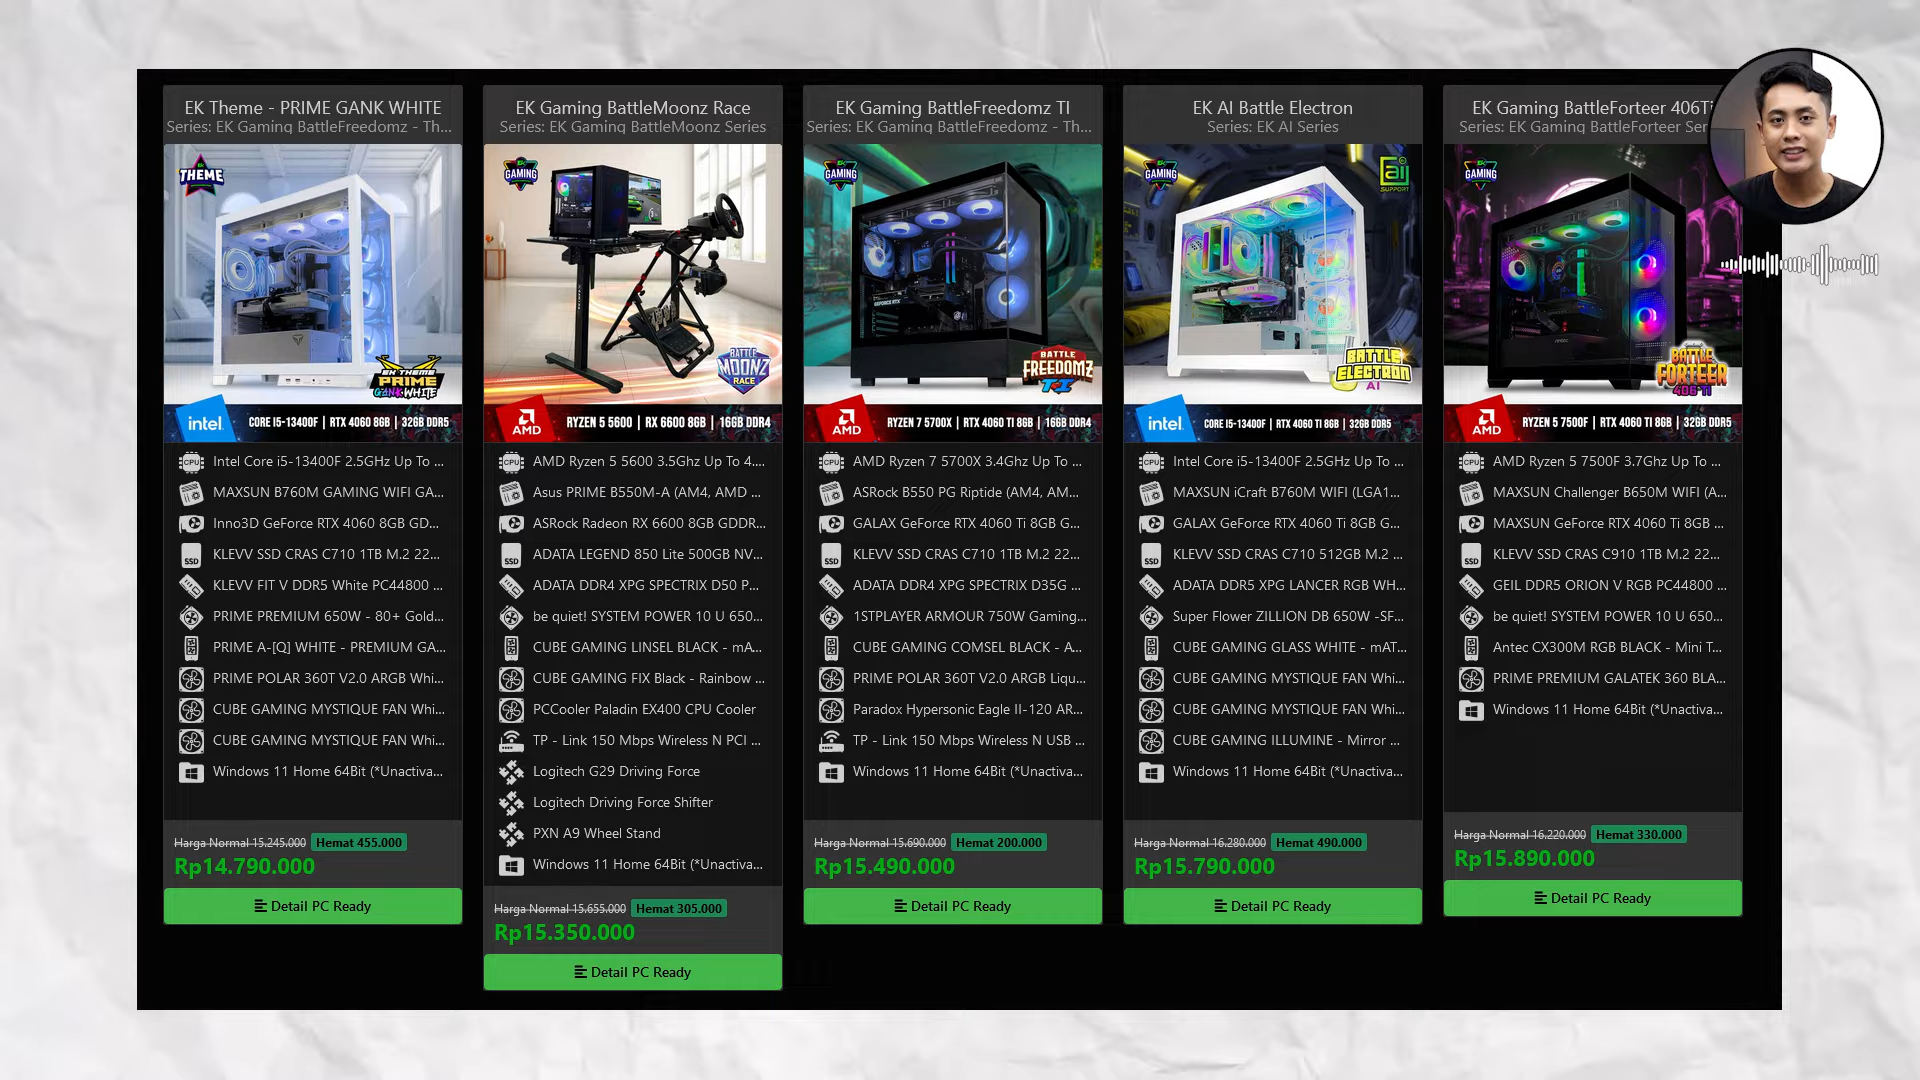 EK Theme - PRIME GANK WHITE
Series: EK Gaming BattleFreedomz - Th...
THEME
EK THEME
PRIME
GANK WHITE
intel. CORE I5-13400F | RTX 4060 8GB | 32GB DDR5
CPU Intel Core i5-13400F 2.5GHz Up To ...
MAXSUN B760M GAMING WIFI GA...
Inno3D GeForce RTX 4060 8GB GD...
SSD KLEVV SSD CRAS C710 1TB M.2 22...
KLEVV FIT V DDR5 White PC44800 ...
PRIME PREMIUM 650W - 80+ Gold...
PRIME A-[Q] WHITE - PREMIUM GA...
PRIME POLAR 360T V2.0 ARGB Whi...
CUBE GAMING MYSTIQUE FAN Whi...
CUBE GAMING MYSTIQUE FAN Whi...
Windows 11 Home 64Bit (*Unactiva...
Harga Normal 15.245.000 Hemat 455.000
Rp14.790.000
Detail PC Ready
EK Gaming BattleMoonz Race
Series: EK Gaming BattleMoonz Series
EK
GAMING
BATTLE
MOONZ
RACE
AMD RYZEN 5 5600 | RX 6600 8GB | 16GB DDR4
CPU AMD Ryzen 5 5600 3.5Ghz Up To 4....
Asus PRIME B550M-A (AM4, AMD ...
ASRock Radeon RX 6600 8GB GDDR...
SSD ADATA LEGEND 850 Lite 500GB NV...
ADATA DDR4 XPG SPECTRIX D50 P...
be quiet! SYSTEM POWER 10 U 650...
CUBE GAMING LINSEL BLACK - mA...
CUBE GAMING FIX Black - Rainbow ...
PCCooler Paladin EX400 CPU Cooler
TP - Link 150 Mbps Wireless N PCI ...
Logitech G29 Driving Force
Logitech Driving Force Shifter
PXN A9 Wheel Stand
Windows 11 Home 64Bit (*Unactiva...
Harga Normal 15.655.000 Hemat 305.000
Rp15.350.000
Detail PC Ready
EK Gaming BattleFreedomz TI
Series: EK Gaming BattleFreedomz - Th...
EK
GAMING
GEFORCE RTX
BATTLE
FREEDOMZ
T-I
AMD RYZEN 7 5700X | RTX 4060 TI 8GB | 16GB DDR4
CPU AMD Ryzen 7 5700X 3.4Ghz Up To ...
ASRock B550 PG Riptide (AM4, AM...
GALAX GeForce RTX 4060 Ti 8GB G...
SSD KLEVV SSD CRAS C710 1TB M.2 22...
ADATA DDR4 XPG SPECTRIX D35G ...
1STPLAYER ARMOUR 750W Gaming...
CUBE GAMING COMSEL BLACK - A...
PRIME POLAR 360T V2.0 ARGB Liqu...
Paradox Hypersonic Eagle II-120 AR...
TP - Link 150 Mbps Wireless N USB ...
Windows 11 Home 64Bit (*Unactiva...
Harga Normal 15.690.000 Hemat 200.000
Rp15.490.000
Detail PC Ready
EK AI Battle Electron
Series: EK AI Series
EK
GAMING
ai
SUPPORT
BATTLE
ELECTRON
AI
intel. CORE I5-13400F | RTX 4060 TI 8GB | 32GB DDR5
CPU Intel Core i5-13400F 2.5GHz Up To ...
MAXSUN iCraft B760M WIFI (LGA1...
GALAX GeForce RTX 4060 Ti 8GB G...
SSD KLEVV SSD CRAS C710 512GB M.2 ...
ADATA DDR5 XPG LANCER RGB WH...
Super Flower ZILLION DB 650W -SF...
CUBE GAMING GLASS WHITE - mAT...
CUBE GAMING MYSTIQUE FAN Whi...
CUBE GAMING MYSTIQUE FAN Whi...
CUBE GAMING ILLUMINE - Mirror ...
Windows 11 Home 64Bit (*Unactiva...
Harga Normal 16.280.000 Hemat 490.000
Rp15.790.000
Detail PC Ready
EK Gaming BattleForteer 406Ti
Series: EK Gaming BattleForteer Ser
EK
GAMING
BATTLE
FORTEER
406 TI
AMD RYZEN 5 7500F | RTX 4060 TI 8GB | 32GB DDR5
CPU AMD Ryzen 5 7500F 3.7Ghz Up To ...
MAXSUN Challenger B650M WIFI (A...
MAXSUN GeForce RTX 4060 Ti 8GB ...
SSD KLEVV SSD CRAS C910 1TB M.2 22...
GEIL DDR5 ORION V RGB PC44800 ...
be quiet! SYSTEM POWER 10 U 650...
Antec CX300M RGB BLACK - Mini T...
PRIME PREMIUM GALATEK 360 BLA...
Windows 11 Home 64Bit (*Unactiva...
Harga Normal 16.220.000 Hemat 330.000
Rp15.890.000
Detail PC Ready